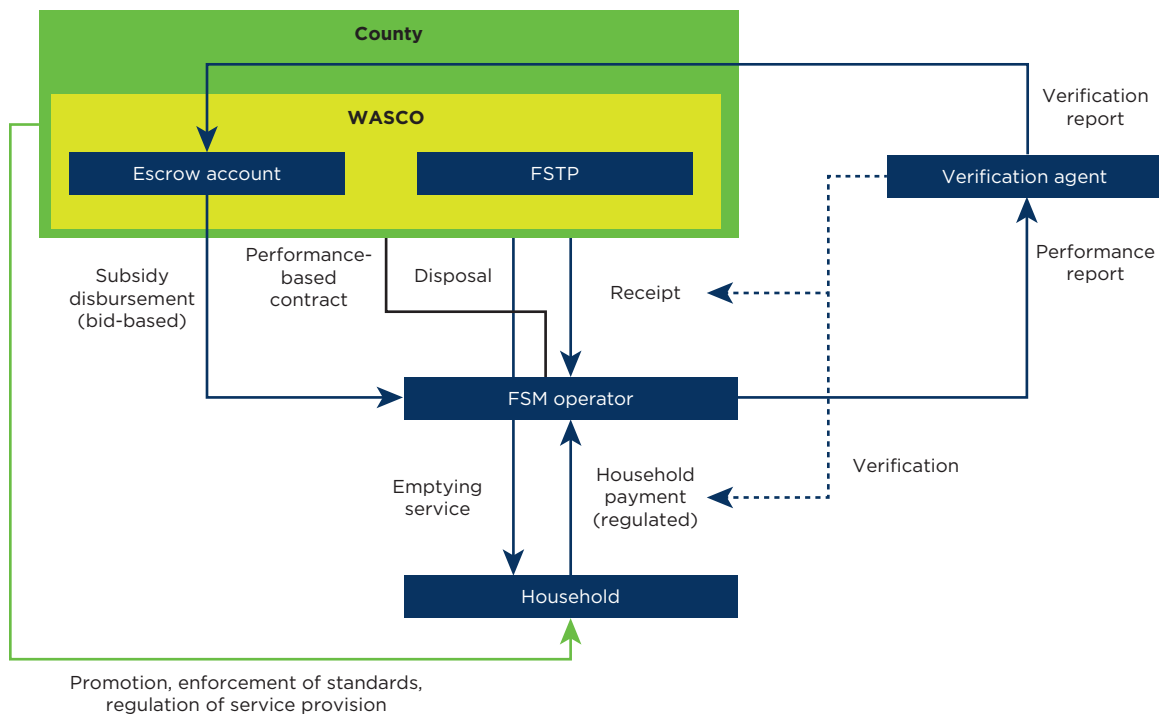 County
WASCO
Escrow account
FSTP
Verification
report
Verification agent
Subsidy
disbursement
(bid-based)
Performance-
based
contract
Disposal
Receipt
Performance
report
FSM operator
Emptying
service
Household
payment
(regulated)
Verification
Household
Promotion, enforcement of standards,
regulation of service provision